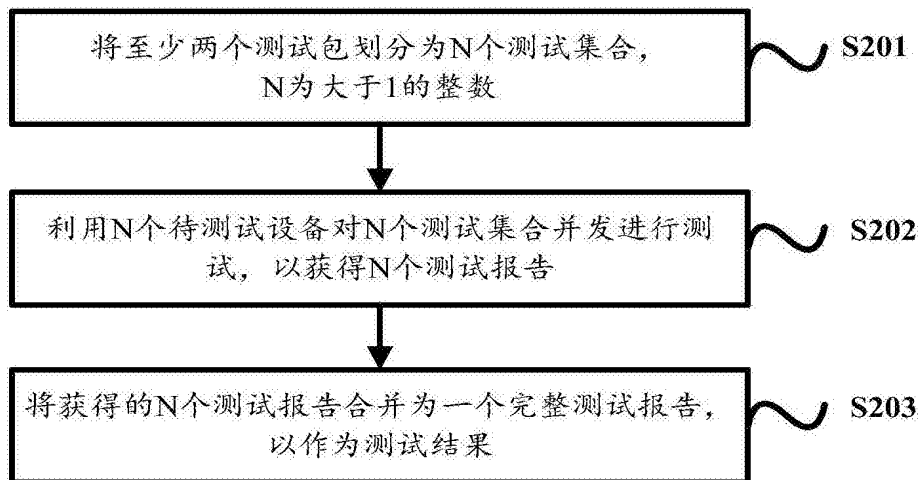 将至少两个测试包划分为N个测试集合，
N为大于1的整数
S201
利用N个待测试设备对N个测试集合并发进行测
试，以获得N个测试报告
S202
将获得的N个测试报告合并为一个完整测试报告，
以作为测试结果
S203